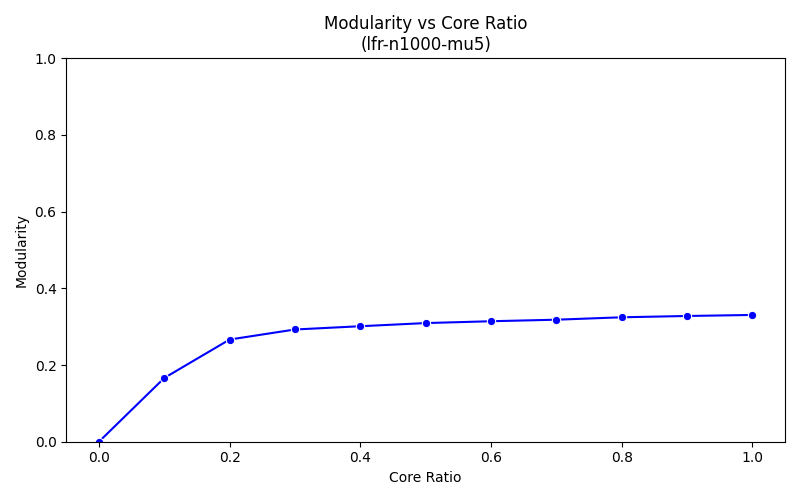 Modularity vs Core Ratio
(lfr-n1000-mu5)
1.0
0.8
0.6
0.4
0.2
0.0
Modularity
0.0 0.2 0.4 0.6 0.8 1.0
Core Ratio